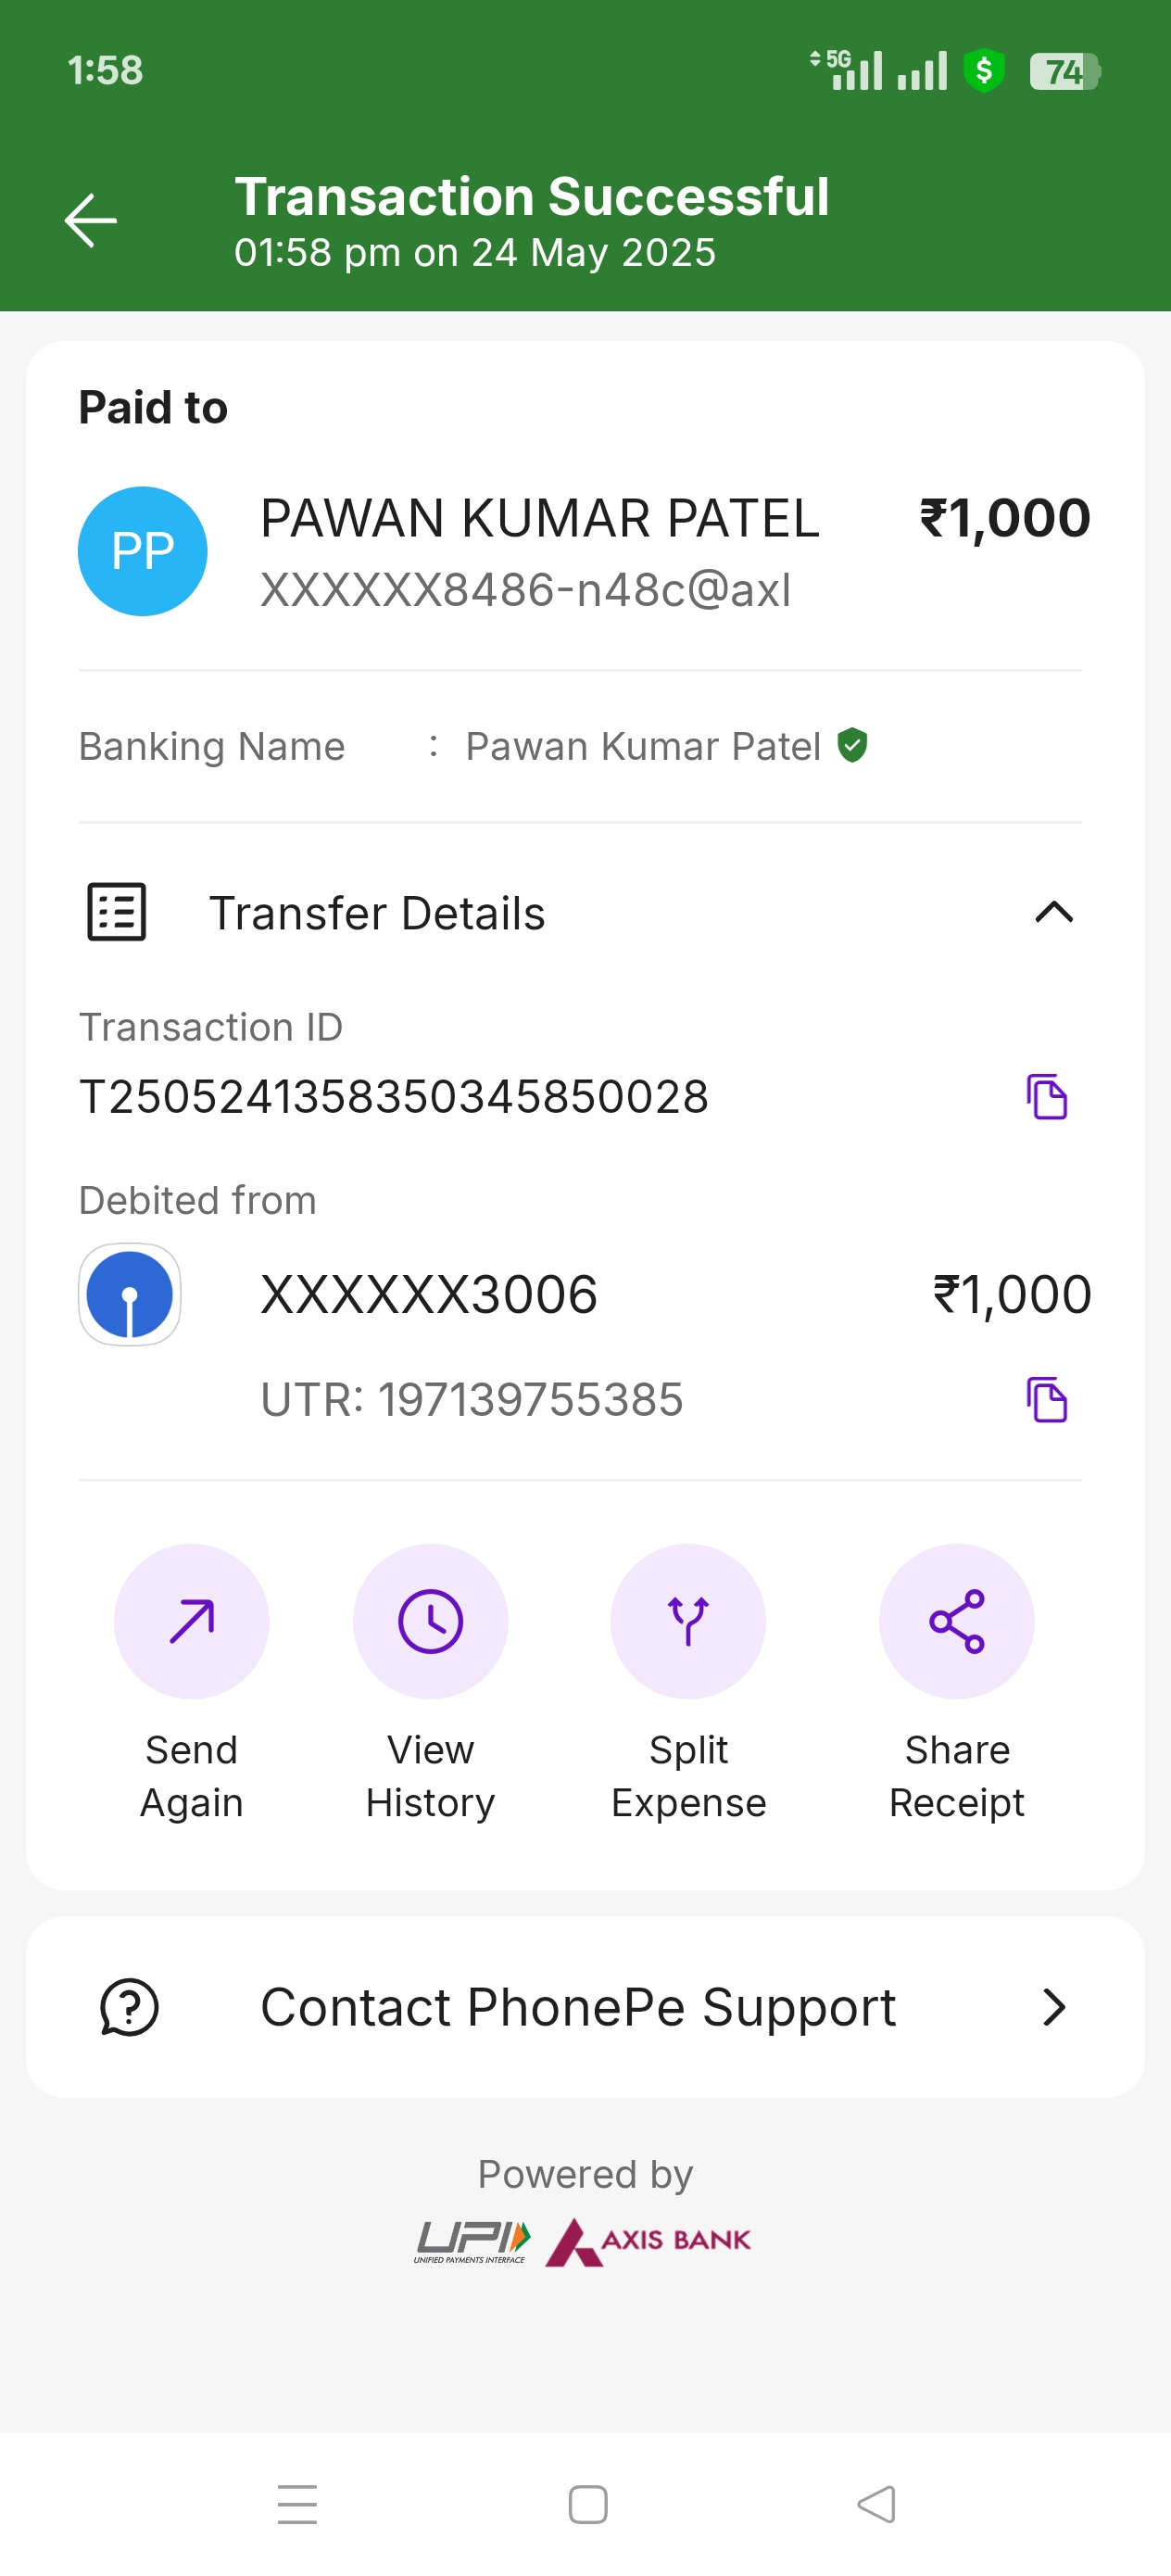 1:58
5G
74
Transaction Successful
01:58 pm on 24 May 2025
Paid to
PP
PAWAN KUMAR PATEL
₹1,000
XXXXXX8486-n48c@axl
Banking Name : Pawan Kumar Patel
Transfer Details
Transaction ID
T2505241358350345850028
Debited from
XXXXXX3006
₹1,000
UTR: 197139755385
Send Again
View History
Split Expense
Share Receipt
Contact PhonePe Support
Powered by
UPI
UNIFIED PAYMENTS INTERFACE
AXIS BANK